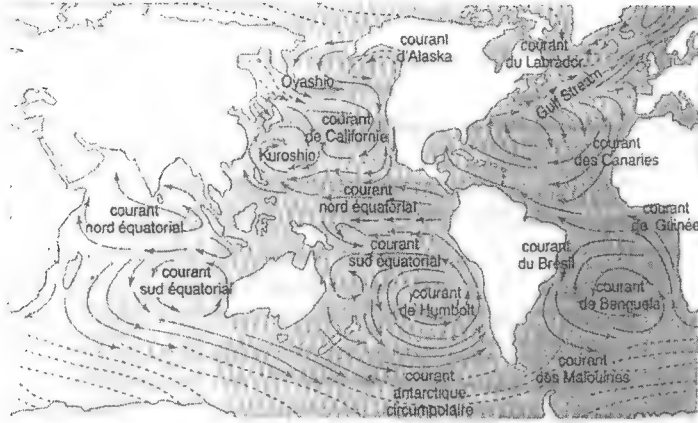 courant
d'Alaska
courant
du Labrador
Oyashio
Gulf Stream
courant
de Californie
Kuroshio
courant
des Canaries
courant
nord équatorial
courant
nord équatorial
courant
de Guinée
courant
sud équatorial
courant
du Brésil
courant
sud équatorial
courant
de Humbolt
courant
de Benguela
courant
des Malouines
courant
antarctique
circumpolaire